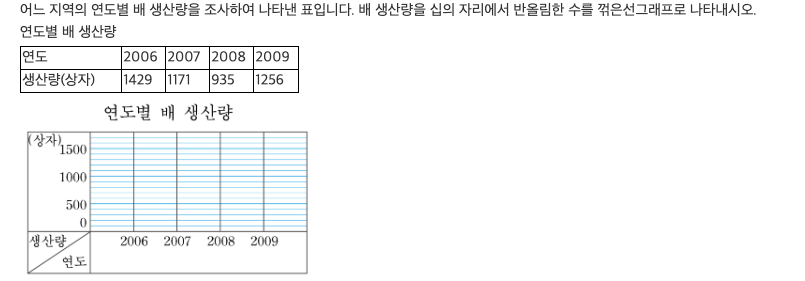 어느 지역의 연도별 배 생산량을 조사하여 나타낸 표입니다. 배 생산량을 십의 자리에서 반올림한 수를 꺾은선그래프로 나타내시오.
연도별 배 생산량
연도 2006 2007 2008 2009
생산량(상자) 1429 1171 935 1256
연도별 배 생산량
(상자)
1500
1000
500
0
생산량 2006 2007 2008 2009
연도